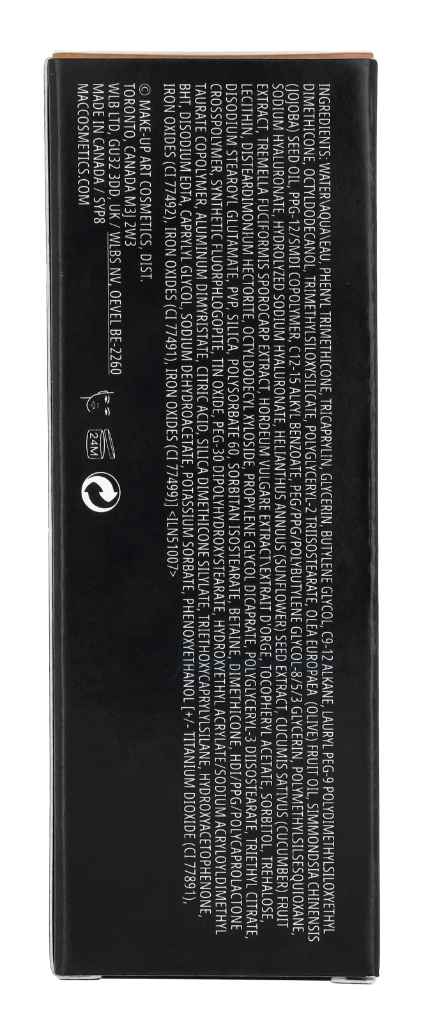 INGREDIENTS: WATER\AQUA\EAU, PHENYL TRIMETHICONE, TRICAPRYLIN, GLYCERIN, BUTYLENE GLYCOL, C9-12 ALKANE, LAURYL PEG-9 POLYDIMETHYLSILOXYETHYL
DIMETHICONE, OCTYLDODECANOL, TRIMETHYLSILOXYSILICATE, POLYGLYCERYL-2 TRIISOSTEARATE, OLEA EUROPAEA (OLIVE) FRUIT OIL, SIMMONDSIA CHINENSIS
(JOJOBA) SEED OIL, PPG-12/SMDI COPOLYMER, C12-15 ALKYL BENZOATE, PEG/PPG/POLYBUTYLENE GLYCOL-8/5/3 GLYCERIN, POLYMETHYLSILSESQUIOXANE,
SODIUM HYALURONATE, HYDROLYZED SODIUM HYALURONATE, HELIANTHUS ANNUUS (SUNFLOWER) SEED EXTRACT, CUCUMIS SATIVUS (CUCUMBER) FRUIT
EXTRACT, TREMELLA FUCIFORMIS SPOROCARP EXTRACT, HORDEUM VULGARE EXTRACT\EXTRAIT D'ORGE, TOCOPHERYL ACETATE, SORBITOL, TREHALOSE,
LECITHIN, DISTEARDIMONIUM HECTORITE, OCTYLDODECYL XYLOSIDE, PROPYLENE GLYCOL DICAPRATE, POLYGLYCERYL-3 DIISOSTEARATE, TRIETHYL CITRATE,
DISODIUM STEAROYL GLUTAMATE, PVP, SILICA, POLYSORBATE 60, SORBITAN ISOSTEARATE, BETAINE, DIMETHICONE, HDI/PPG/POLYCAPROLACTONE
CROSSPOLYMER, SYNTHETIC FLUORPHLOGOPITE, TIN OXIDE, PEG-30 DIPOLYHYDROXYSTEARATE, HYDROXYETHYL ACRYLATE/SODIUM ACRYLOYLDIMETHYL
TAURATE COPOLYMER, ALUMINUM DIMYRISTATE, CITRIC ACID, SILICA DIMETHICONE SILYLATE, TRIETHOXYCAPRYLYLSILANE, HYDROXYACETOPHENONE,
BHT, DISODIUM EDTA, CAPRYLYL GLYCOL, SODIUM DEHYDROACETATE, POTASSIUM SORBATE, PHENOXYETHANOL [+/- TITANIUM DIOXIDE (CI 77891),
IRON OXIDES (CI 77492), IRON OXIDES (CI 77491), IRON OXIDES (CI 77499)] <ILN51007>
© MAKE-UP ART COSMETICS, DIST.
TORONTO, CANADA M3J 2W3
WLB LTD, GU32 3DD, UK / WLBS NV, OEVEL BE-2260
MADE IN CANADA / SYP8
MACCOSMETICS.COM
24M